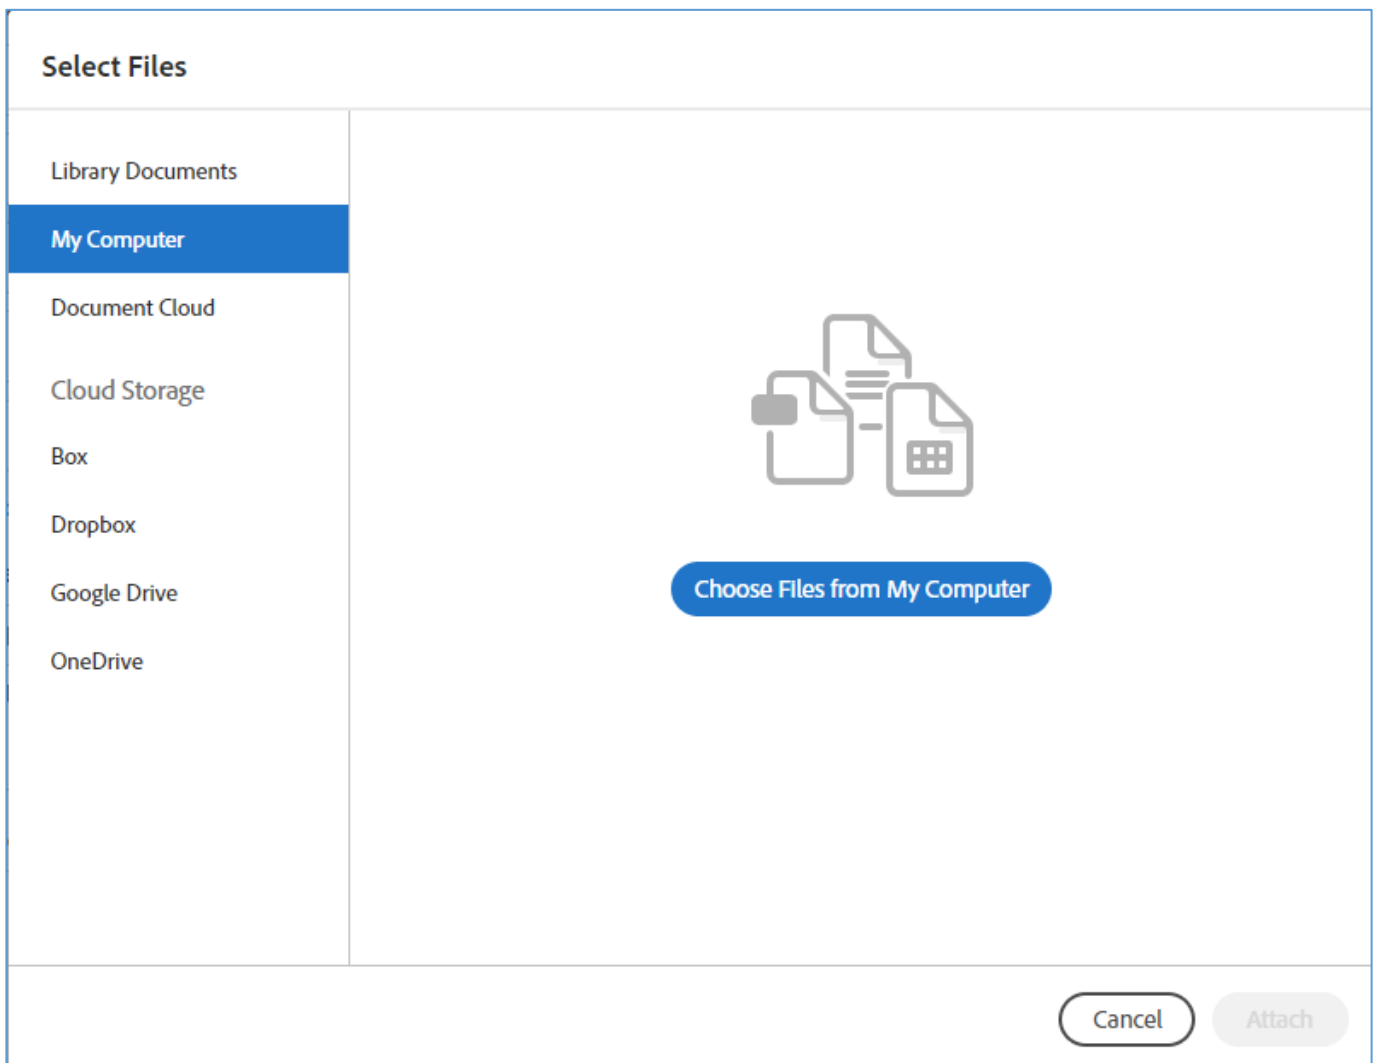 Select Files
Library Documents
My Computer
Document Cloud
Cloud Storage
Box
Dropbox
Google Drive
OneDrive
Choose Files from My Computer
Cancel
Attach